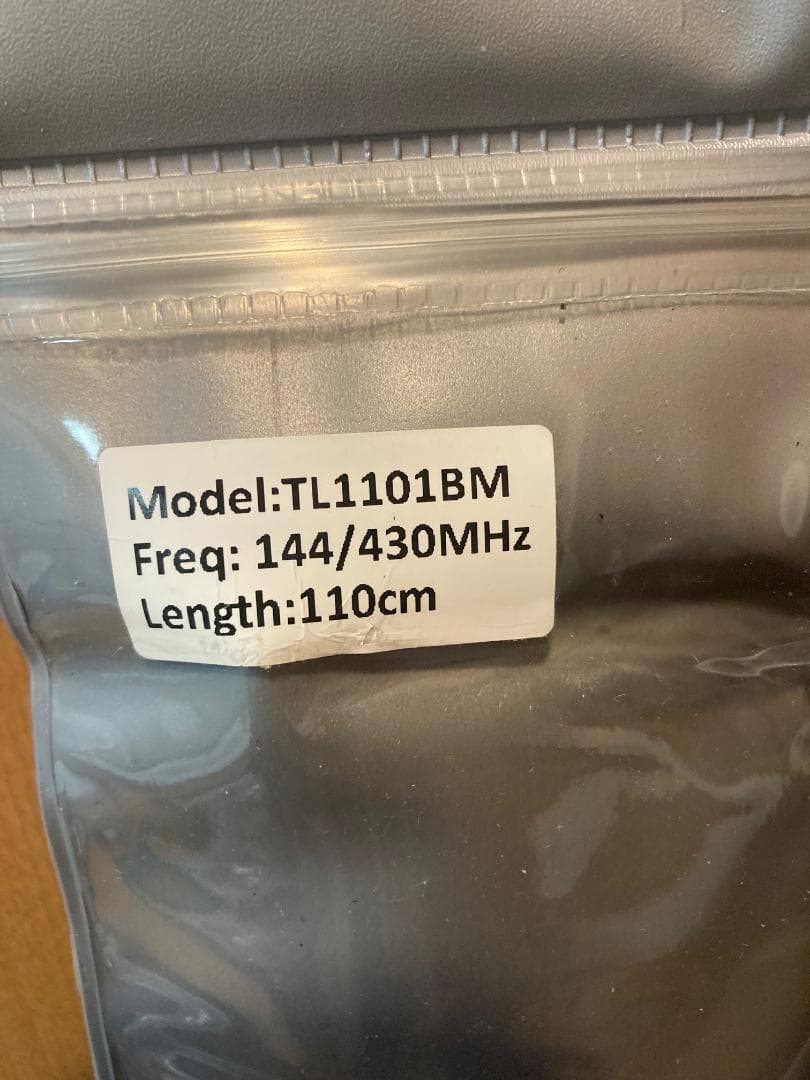 Model:TL1101BM
Freq: 144/430MHz
Length:110cm